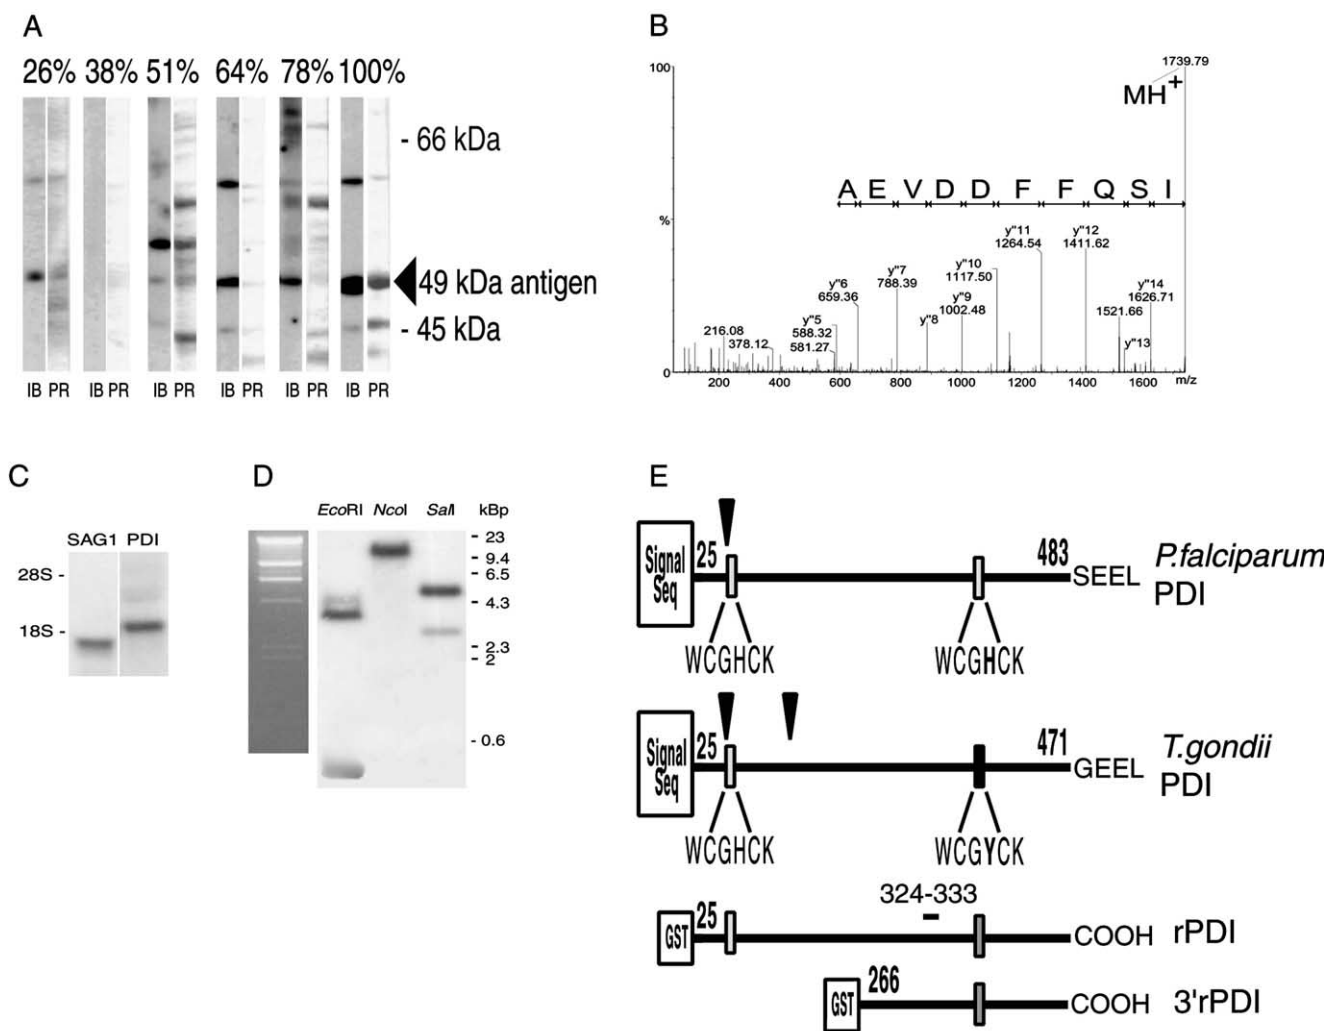 A
26% 38% 51% 64% 78% 100%
- 66 kDa
49 kDa antigen
- 45 kDa
IB PR IB PR IB PR IB PR IB PR IB PR
B
100
1739.79
MH+
A E V D D F F Q S I
%
y"11
1264.54
y"12
1411.62
y"10
1117.50
y"7
788.39
y"6
659.36
y"9
1002.48
y"14
1626.71
y"5
588.32
y"8
1521.66
216.08
378.12
581.27
y"13
0
200 400 600 800 1000 1200 1400 1600 m/z
C
SAG1 PDI
28S -
18S -
D
EcoRI NcoI SalI kBp
- 23
- 9.4
- 6.5
- 4.3
- 2.3
- 2
- 0.6
E
Signal Seq
25
483
SEEL
P.falciparum
PDI
WCGHCK
WCGHCK
Signal Seq
25
471
GEEL
T.gondii
PDI
WCGHCK
WCGYCK
324-333
GST
25
COOH
rPDI
GST
266
COOH
3'rPDI